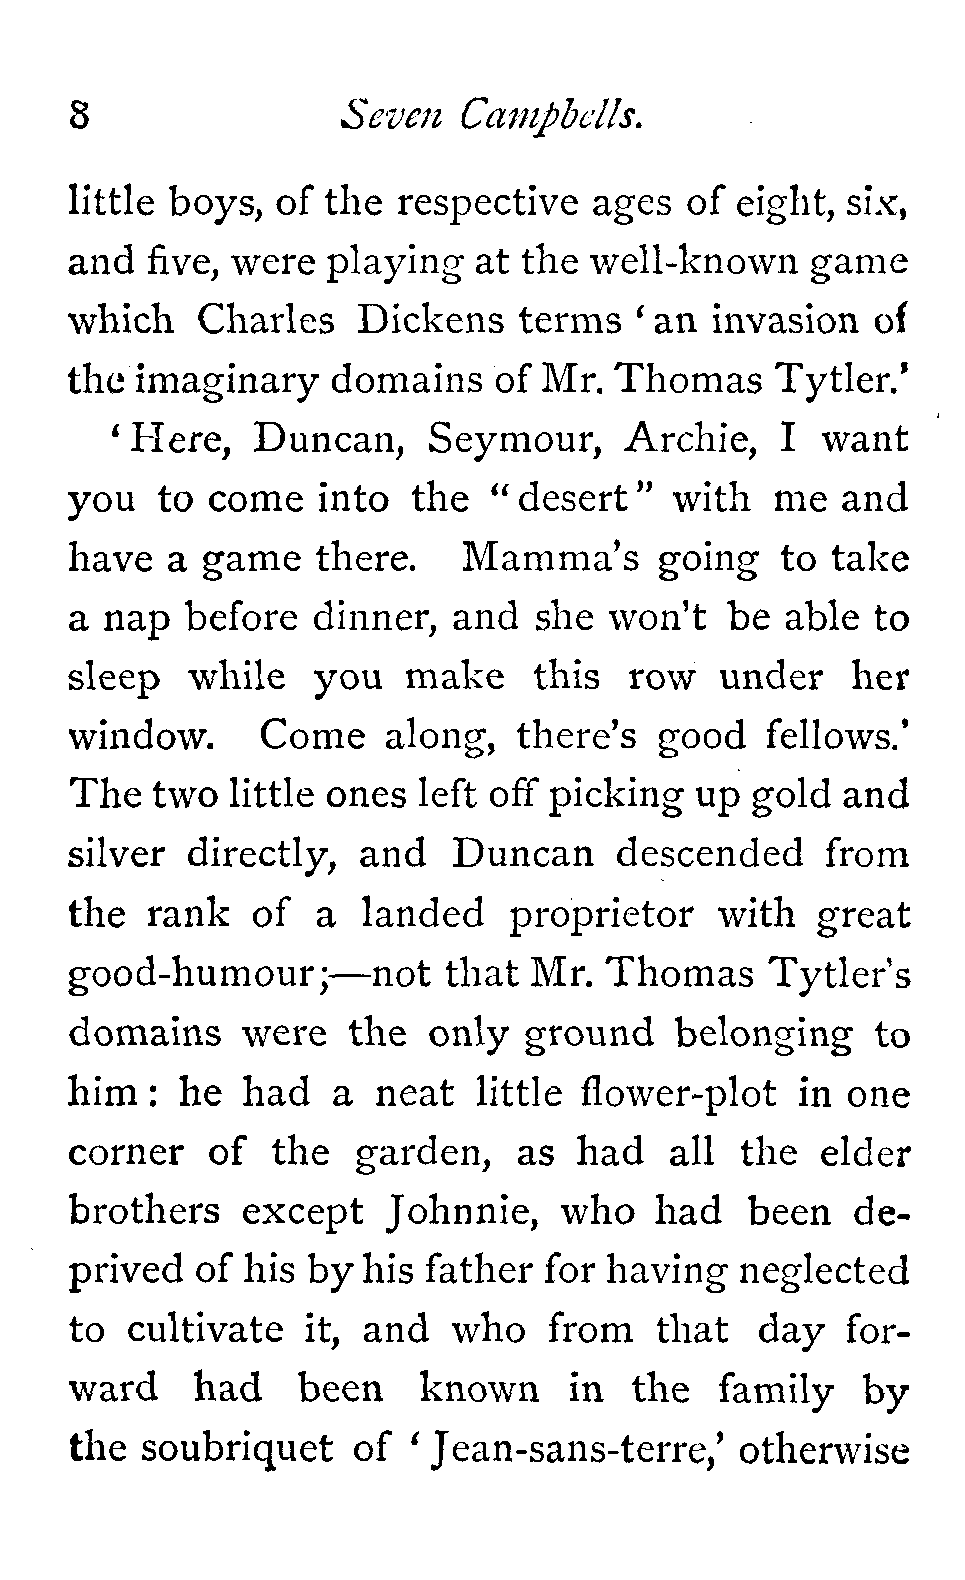 8 Seven Campbells.
little boys, of the respective ages of eight, six,
and five, were playing at the well-known game
which Charles Dickens terms ‘ an invasion of
the imaginary domains of Mr. Thomas Tytler.’
‘ Here, Duncan, Seymour, Archie, I want
you to come into the “ desert ” with me and
have a game there. Mamma’s going to take
a nap before dinner, and she won’t be able to
sleep while you make this row under her
window. Come along, there’s good fellows.’
The two little ones left off picking up gold and
silver directly, and Duncan descended from
the rank of a landed proprietor with great
good-humour ;—not that Mr. Thomas Tytler’s
domains were the only ground belonging to
him : he had a neat little flower-plot in one
corner of the garden, as had all the elder
brothers except Johnnie, who had been de-
prived of his by his father for having neglected
to cultivate it, and who from that day for-
ward had been known in the family by
the soubriquet of ‘ Jean-sans-terre,’ otherwise